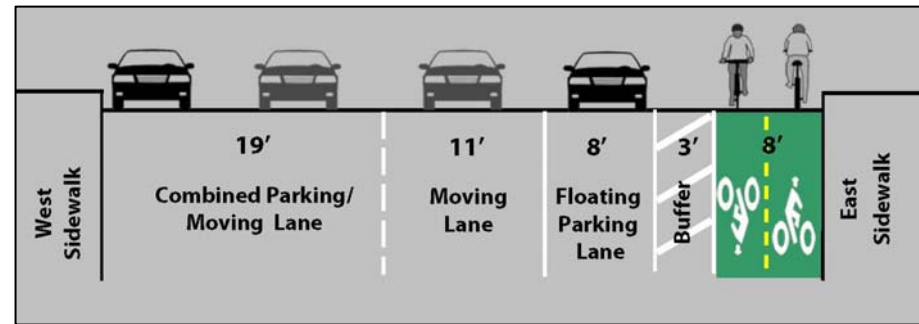 West
Sidewalk
19’
Combined Parking/
Moving Lane
11’
Moving
Lane
8’
Floating
Parking
Lane
3’
Buffer
8’
East
Sidewalk